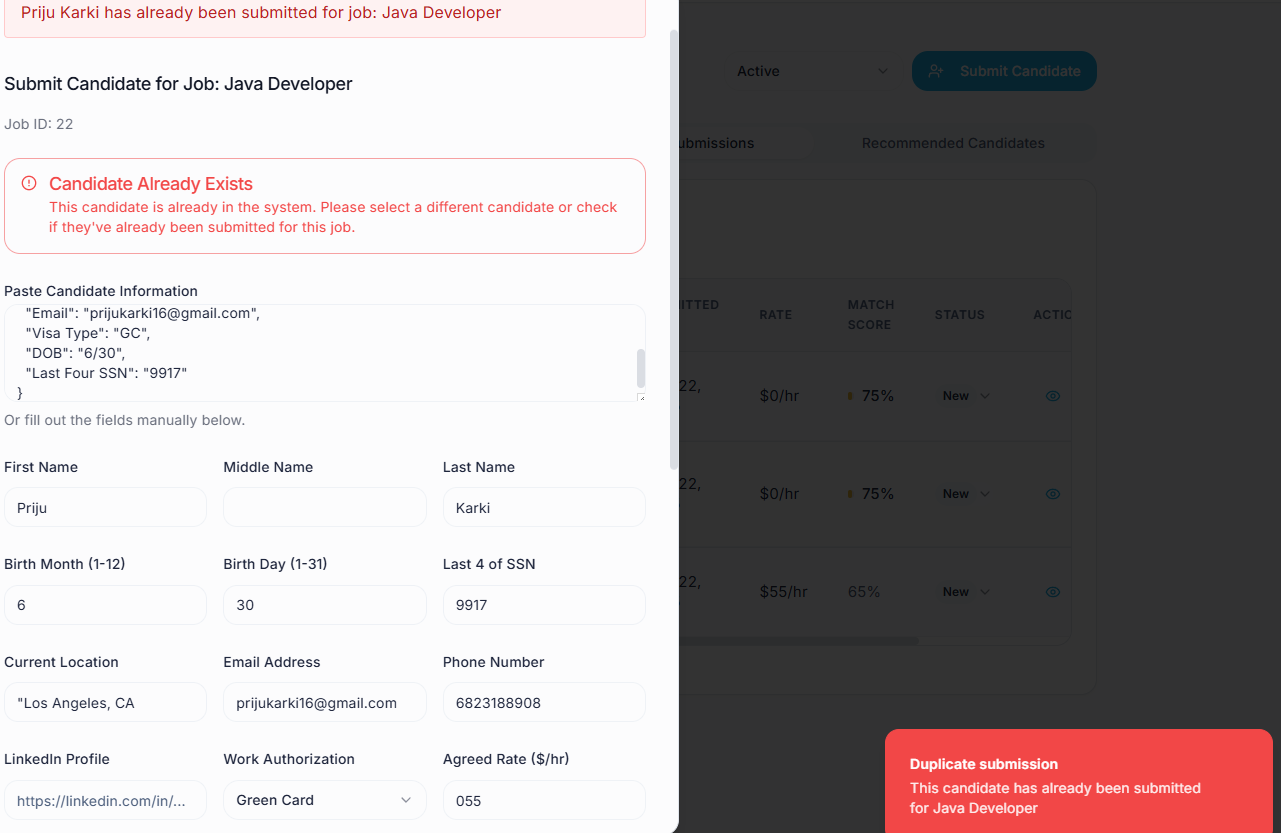 Priju Karki has already been submitted for job: Java Developer
Submit Candidate for Job: Java Developer
Job ID: 22
Candidate Already Exists
This candidate is already in the system. Please select a different candidate or check
if they've already been submitted for this job.
Paste Candidate Information
"Email": "prijukarki16@gmail.com",
"Visa Type": "GC",
"DOB": "6/30",
"Last Four SSN": "9917"
}
Or fill out the fields manually below.
First Name
Middle Name
Last Name
Priju
Karki
Birth Month (1-12)
Birth Day (1-31)
Last 4 of SSN
6
30
9917
Current Location
Email Address
Phone Number
"Los Angeles, CA
prijukarki16@gmail.com
6823188908
LinkedIn Profile
Work Authorization
Agreed Rate ($/hr)
https://linkedin.com/in/...
Green Card
055
Active
Submit Candidate
ubmissions
Recommended Candidates
ITTED
RATE
MATCH
SCORE
STATUS
ACTIC
22,
$0/hr
75%
New
22,
$0/hr
75%
New
22,
$55/hr
65%
New
Duplicate submission
This candidate has already been submitted
for Java Developer